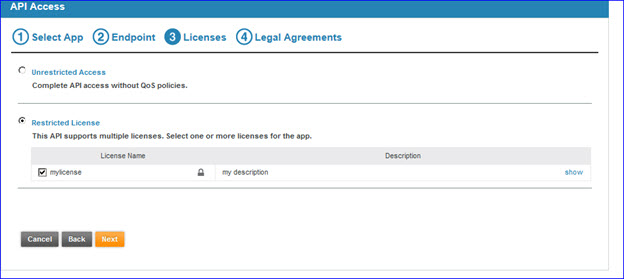 API Access
1 Select App 2 Endpoint 3 Licenses 4 Legal Agreements
Unrestricted Access
Complete API access without QoS policies.
Restricted License
This API supports multiple licenses. Select one or more licenses for the app.
License Name Description
mylicense my description show
Cancel Back Next